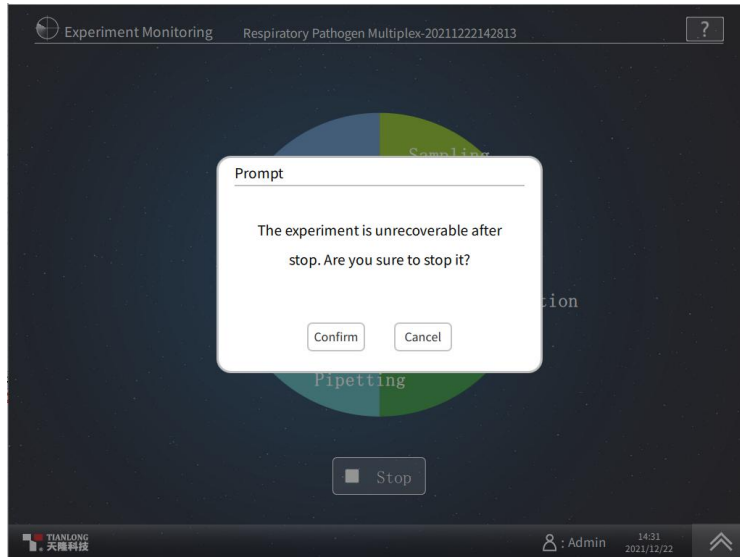 Experiment Monitoring
Respiratory Pathogen Multiplex-20211222142813
?
Sampling
Prompt
The experiment is unrecoverable after
stop. Are you sure to stop it?
Confirm
Cancel
Pipetting
Stop
TIANLONG
天隆科技
: Admin
14:31
2021/12/22